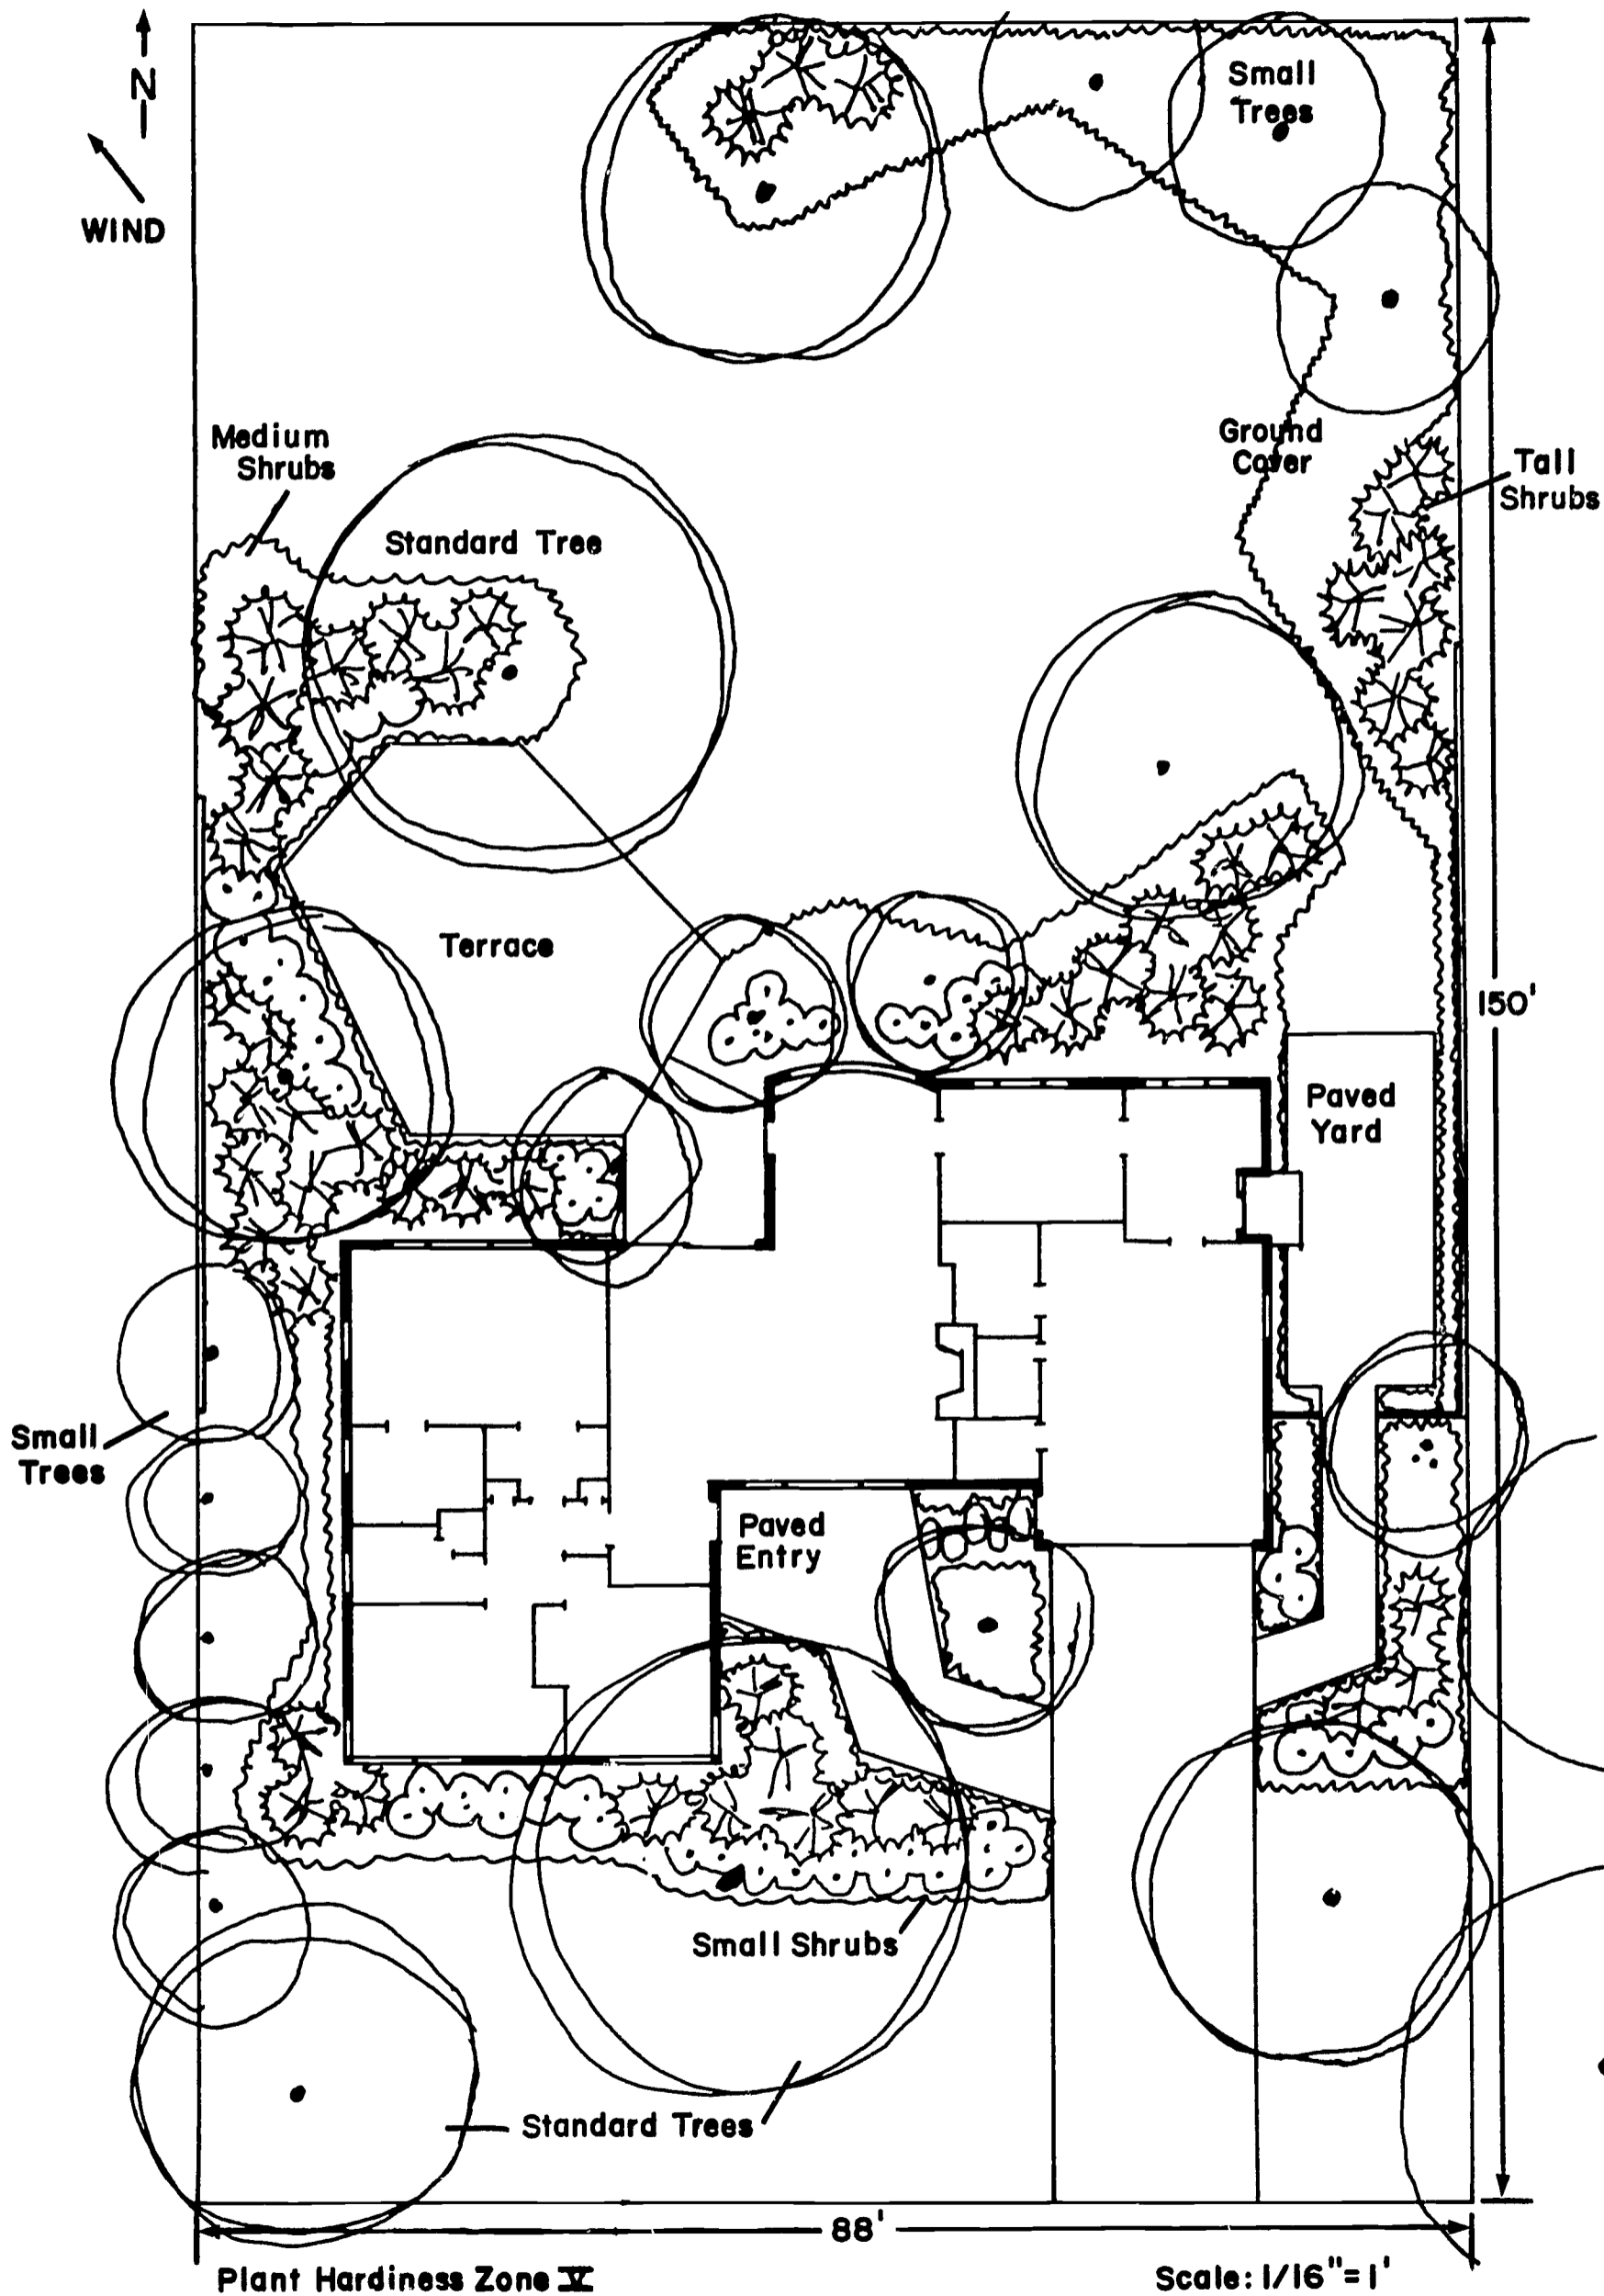 N
WIND
Small
Trees
Medium
Shrubs
Ground
Cover
Tall
Shrubs
Standard Tree
Terrace
150'
Paved
Yard
Small
Trees
Paved
Entry
Small Shrubs
Standard Trees
88'
Plant Hardiness Zone V
Scale: 1/16"=1'